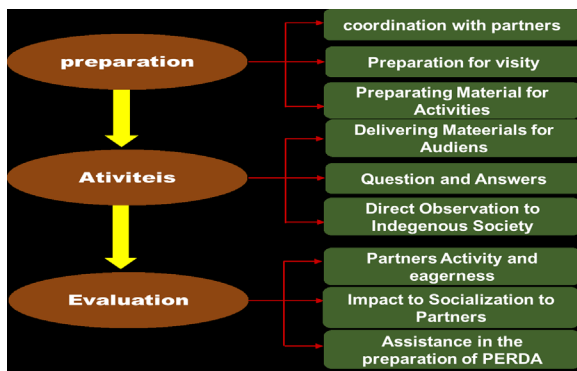 preparation
coordination with partners
Preparation for visity
Preparating Material for
Activities
Ativiteis
Delivering Mateerials for
Audiens
Question and Answers
Direct Observation to
Indegenous Society
Evaluation
Partners Activity and
eagerness
Impact to Socialization to
Partners
Assistance in the
preparation of PERDA